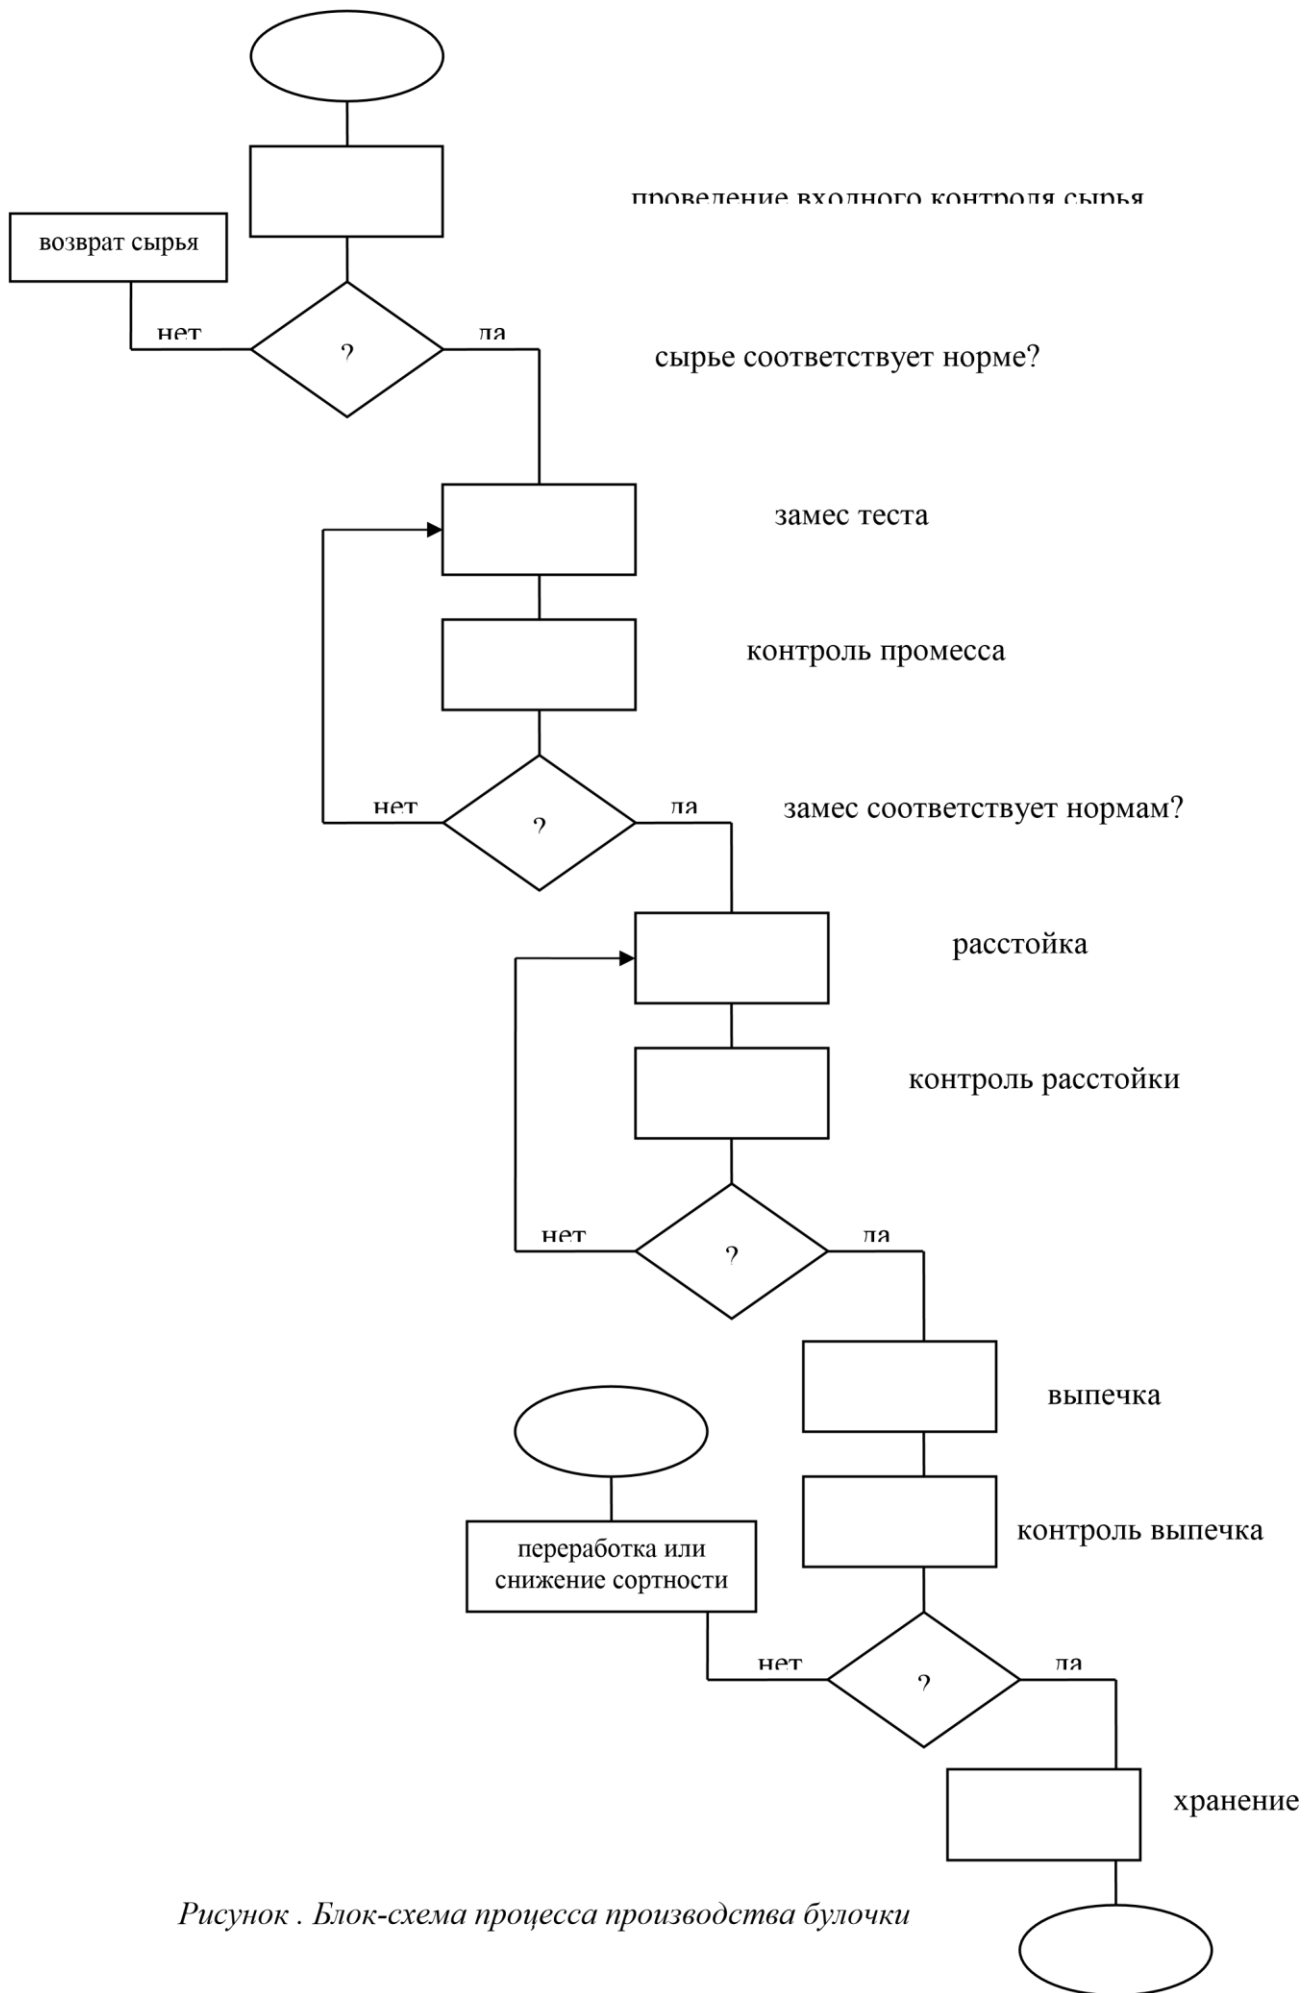 проведение входного контроля сырья
возврат сырья
нет
да
?
сырье соответствует норме?
замес теста
контроль промесса
нет
да
?
замес соответствует нормам?
расстойка
контроль расстойки
нет
да
?
выпечка
контроль выпечка
переработка или
снижение сортности
нет
да
?
хранение
Рисунок . Блок-схема процесса производства булочки